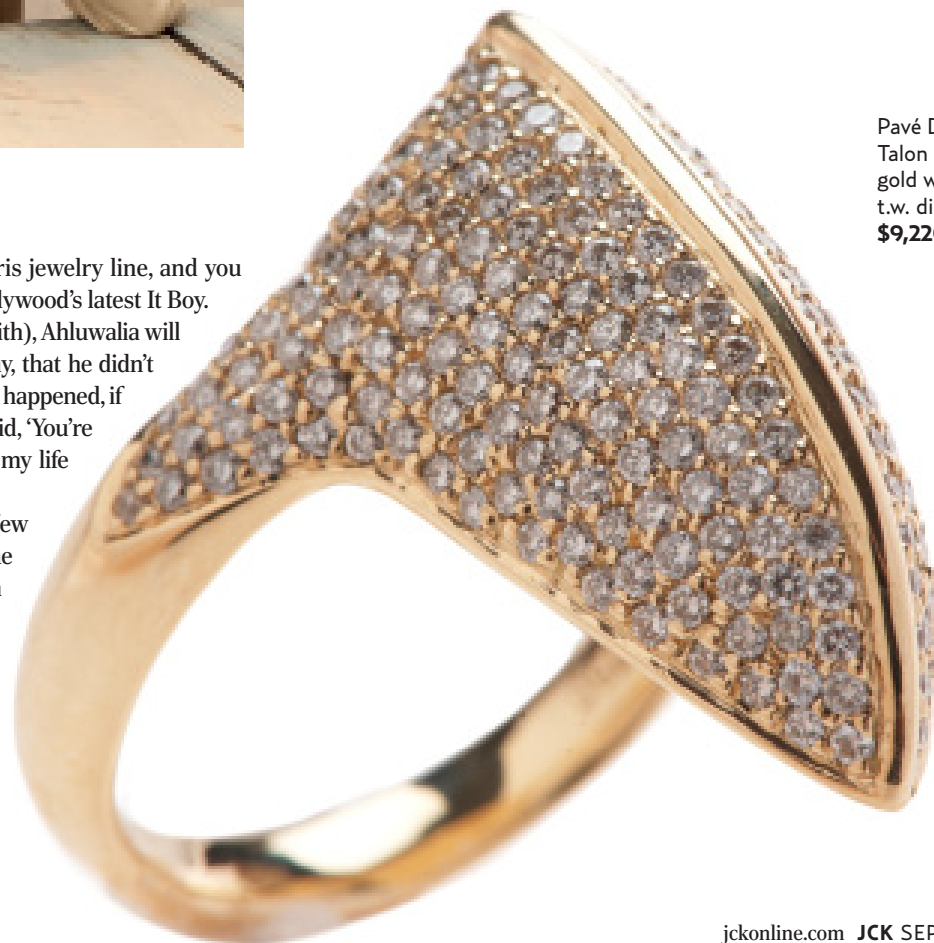 ris jewelry line, and you
lywood's latest It Boy.
ith), Ahluwalia will
y, that he didn't
happened, if
id, 'You're
my life
ew
e
Pavé D
Talon
gold w
t.w. di
$9,22
jckonline.com JCK SEP